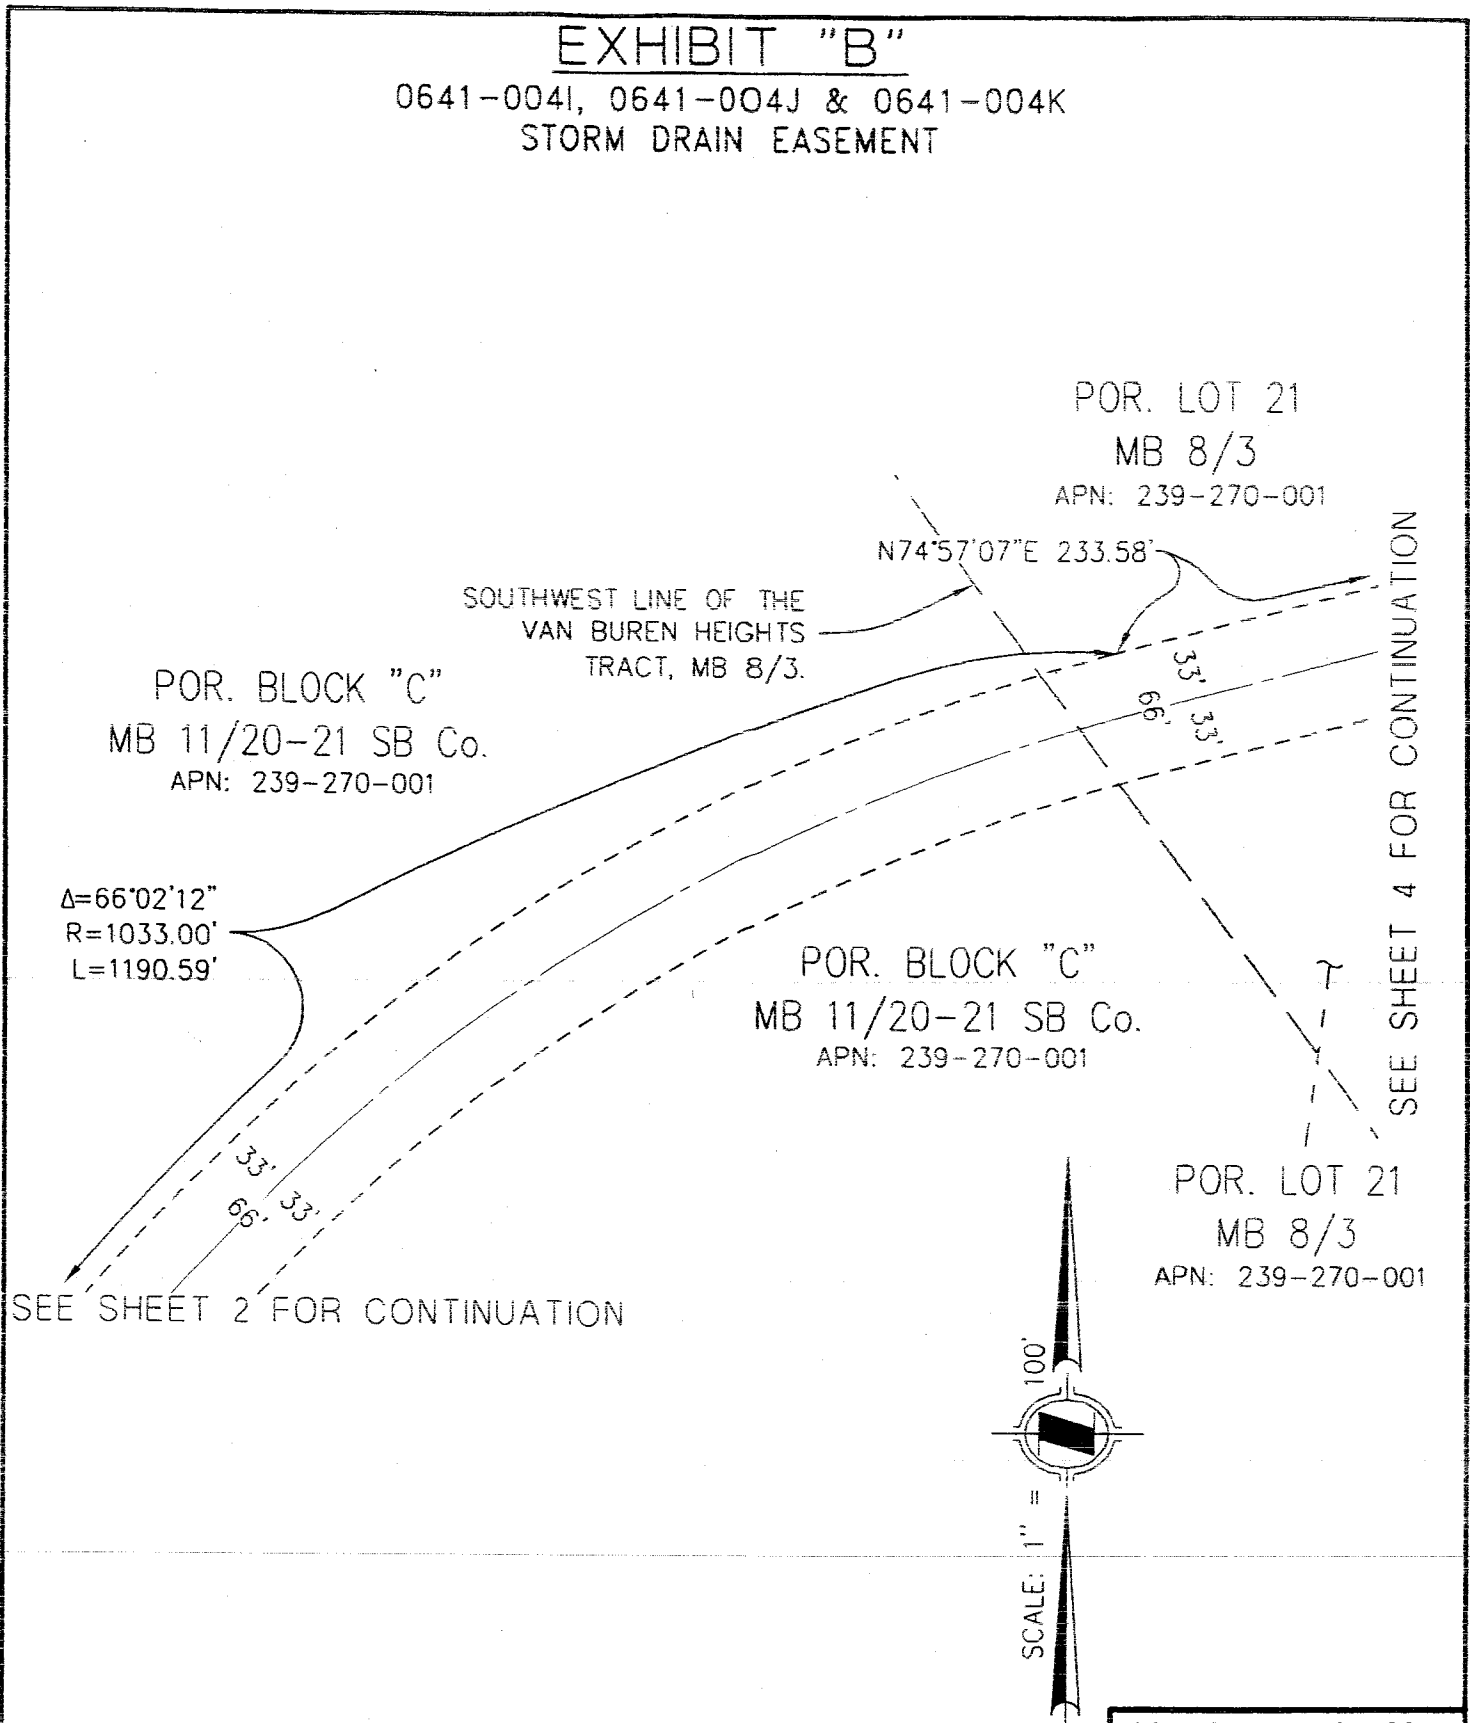 EXHIBIT "B"
0641-004I, 0641-004J & 0641-004K
STORM DRAIN EASEMENT
POR. LOT 21
MB 8/3
APN: 239-270-001
N74°57'07"E 233.58'
SOUTHWEST LINE OF THE
VAN BUREN HEIGHTS
TRACT, MB 8/3.
POR. BLOCK "C"
MB 11/20-21 SB Co.
APN: 239-270-001
33'
66'
33'
SEE SHEET 4 FOR CONTINUATION
Δ=66°02'12"
R=1033.00'
L=1190.59'
POR. BLOCK "C"
MB 11/20-21 SB Co.
APN: 239-270-001
33'
33'
66'
POR. LOT 21
MB 8/3
APN: 239-270-001
SEE SHEET 2 FOR CONTINUATION
SCALE: 1" = 100'